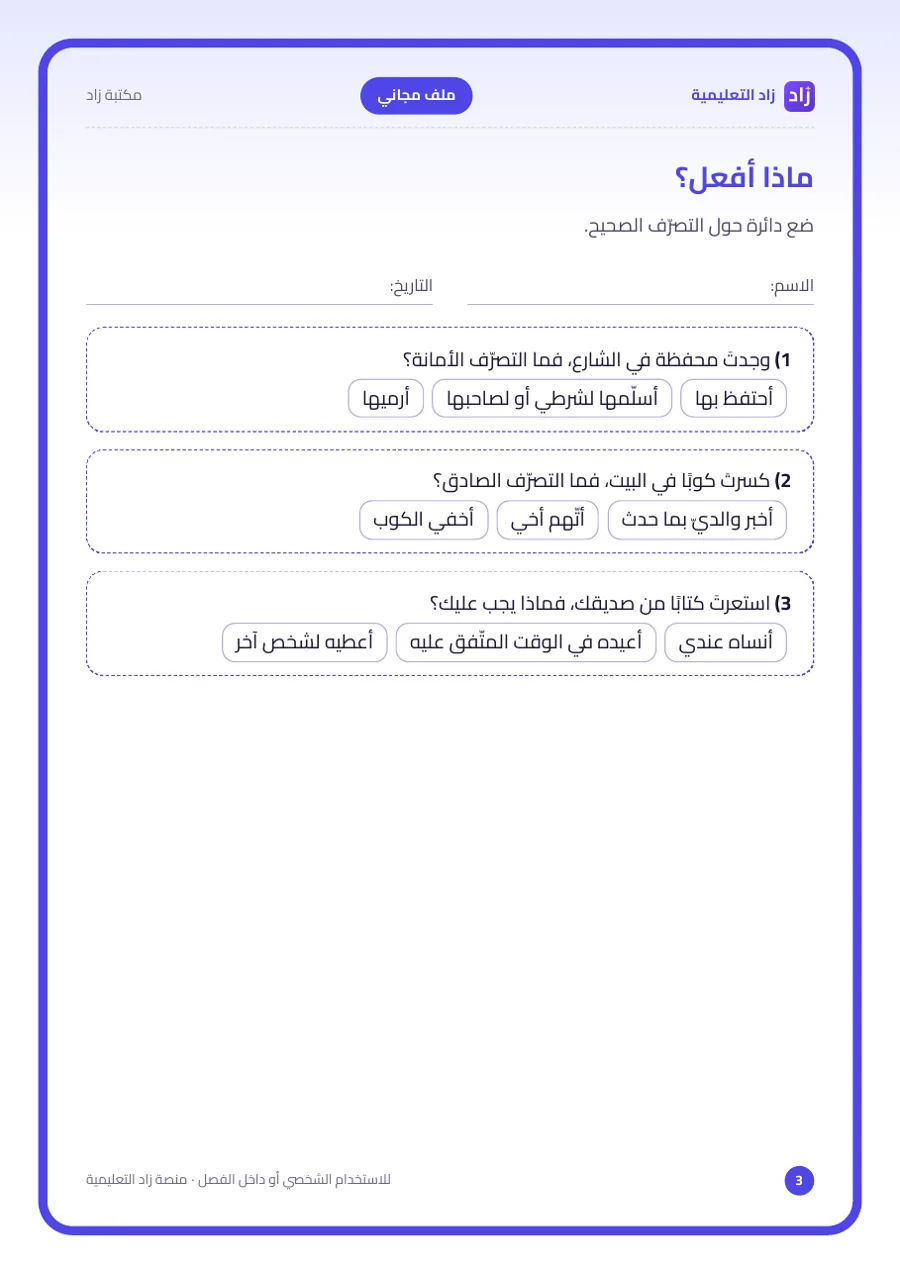 زاد زاد التعليمية
ملف مجاني
مكتبة زاد
ماذا أفعل؟
ضع دائرة حول التصرّف الصحيح.
الاسم:
التاريخ:
1) وجدتَ محفظة في الشارع، فما التصرّف الأمانة؟
أحتفظ بها
أسلّمها لشرطي أو لصاحبها
أرميها
2) كسرتَ كوبًا في البيت، فما التصرّف الصادق؟
أخبر والديّ بما حدث
أتّهم أخي
أخفي الكوب
3) استعرتَ كتابًا من صديقك، فماذا يجب عليك؟
أنساه عندي
أعيده في الوقت المتّفق عليه
أعطيه لشخص آخر
3
للاستخدام الشخصي أو داخل الفصل · منصة زاد التعليمية